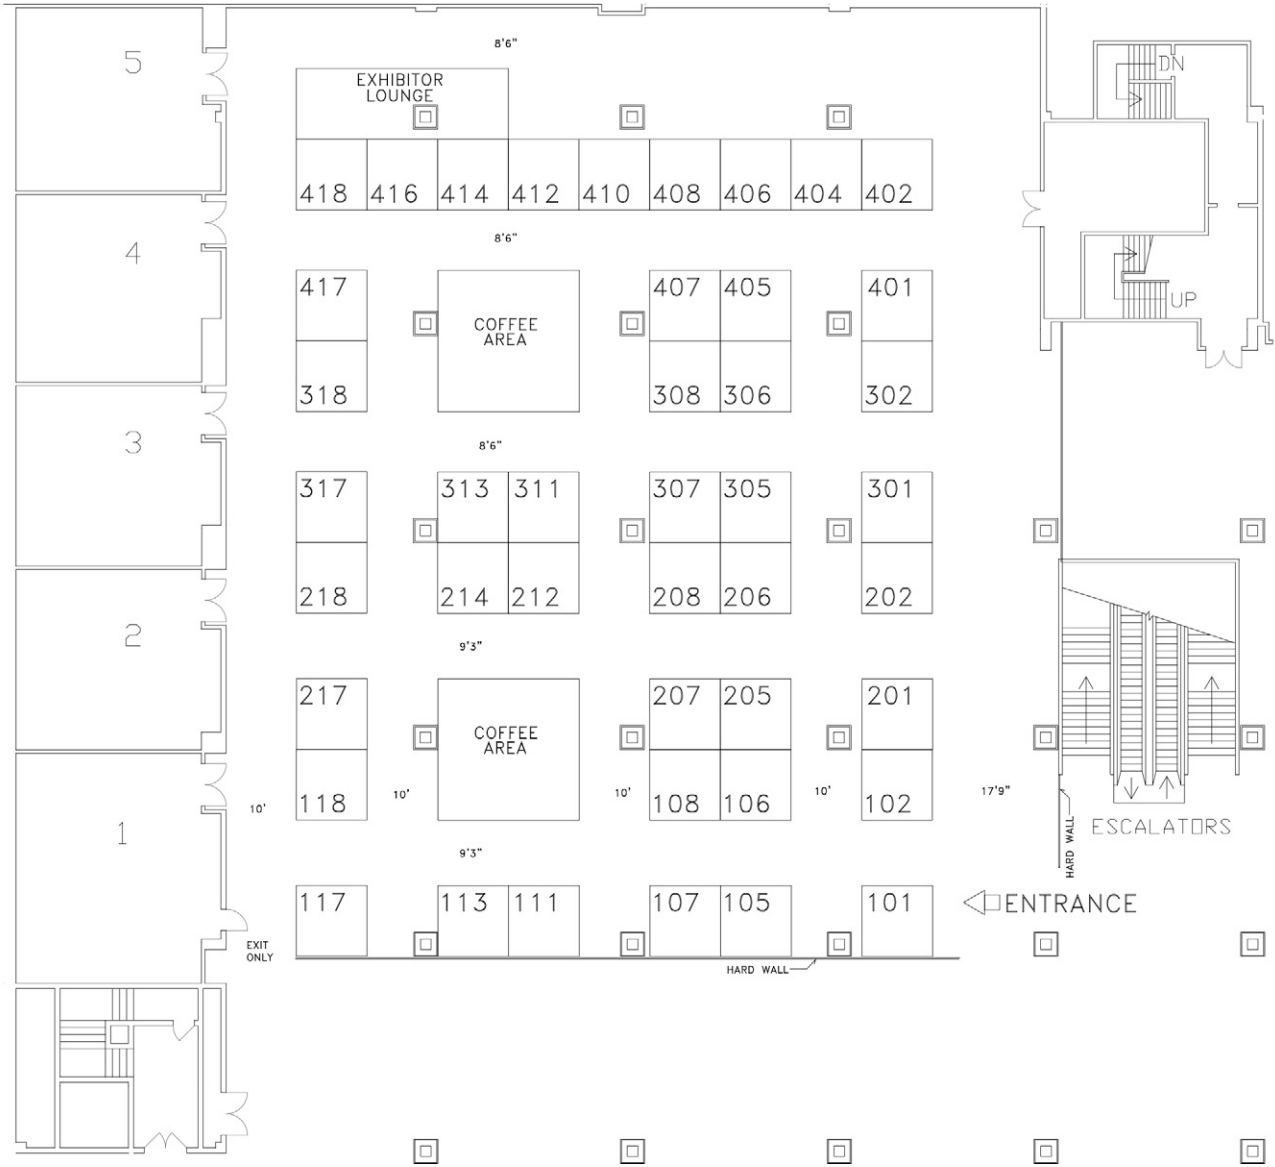 5
8'6"
DN
EXHIBITOR
LOUNGE
418 416 414 412 410 408 406 404 402
4
8'6"
417 407 405 401
UP
COFFEE
AREA
318 308 306 302
3
8'6"
317 313 311 307 305 301
218 214 212 208 206 202
2
9'3"
217 207 205 201
COFFEE
AREA
118 108 106 102
10' 10' 10' 10' 17'9"
1
HARD WALL
ESCALATORS
9'3"
117 113 111 107 105 101
ENTRANCE
EXIT
ONLY
HARD WALL